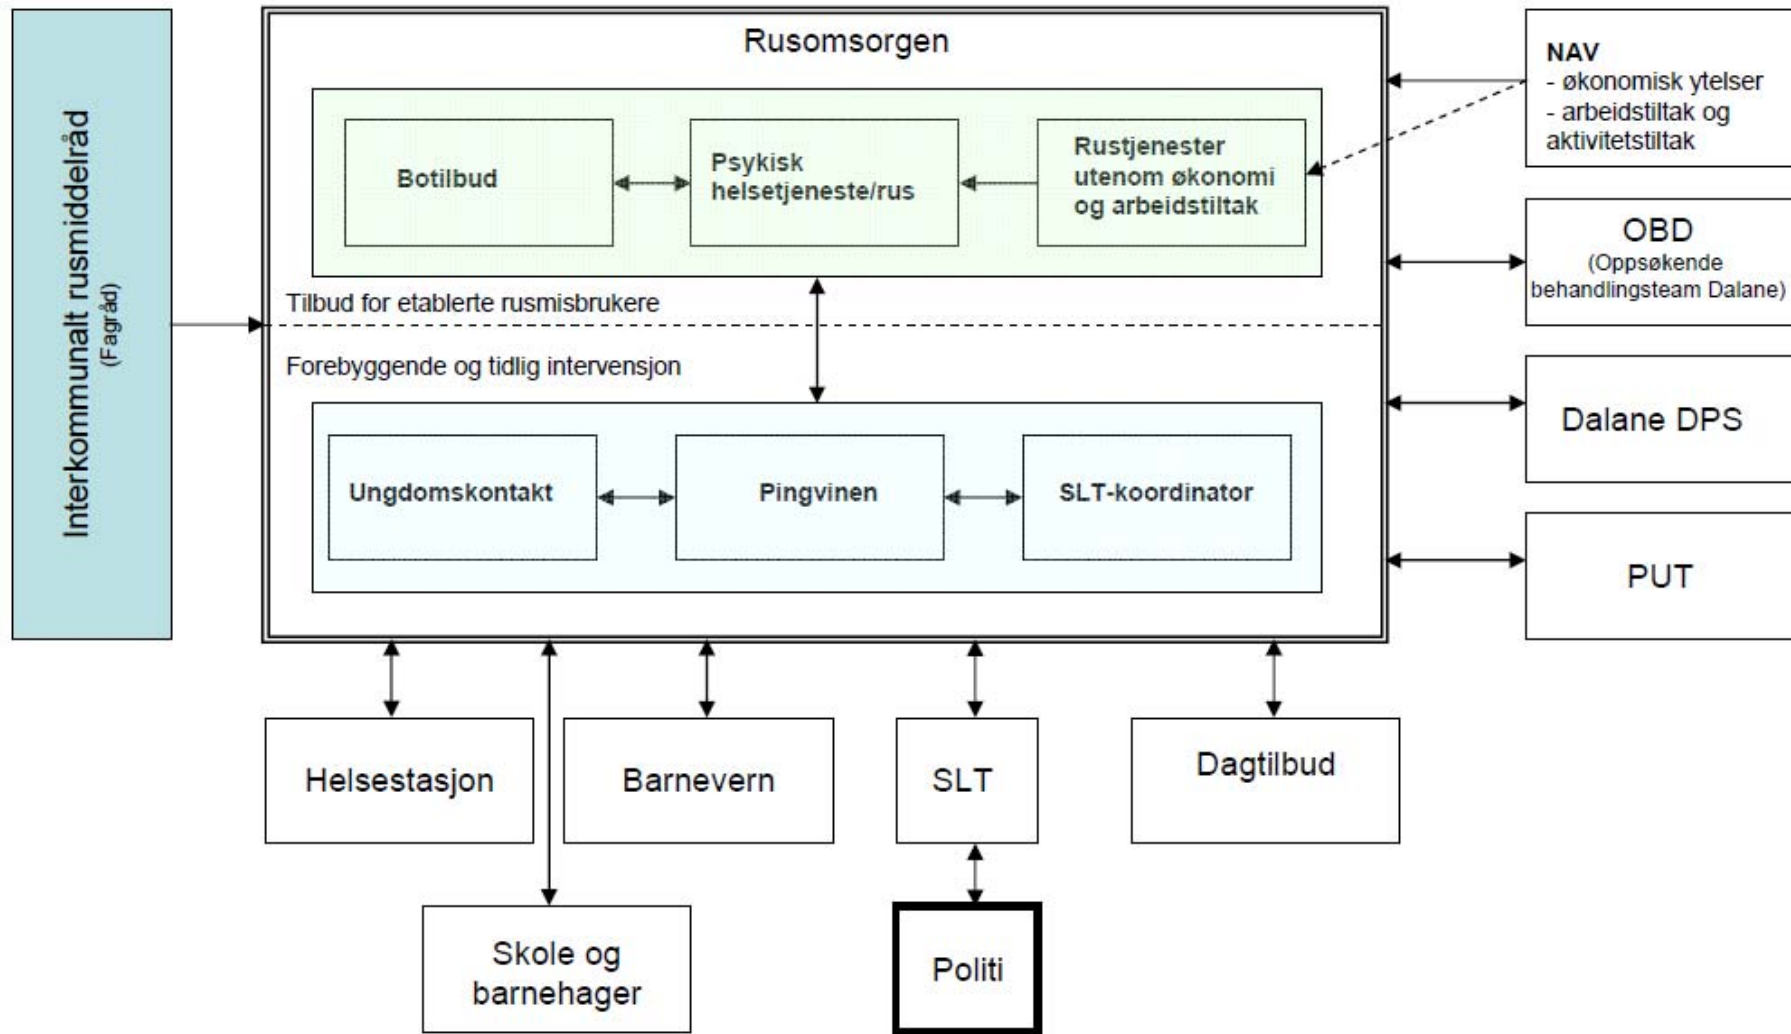 Interkommunalt rusmiddelråd
(Fagråd)
Rusomsorgen
Botilbud
Psykisk
helsetjeneste/rus
Rustjenester
utenom økonomi
og arbeidstiltak
Tilbud for etablerte rusmisbrukere
Forebyggende og tidlig intervensjon
Ungdomskontakt
Pingvinen
SLT-koordinator
NAV
- økonomisk ytelser
- arbeidstiltak og
aktivitetstiltak
OBD
(Oppsøkende
behandlingsteam Dalane)
Dalane DPS
PUT
Helsestasjon
Barnevern
SLT
Dagtilbud
Skole og
barnehager
Politi